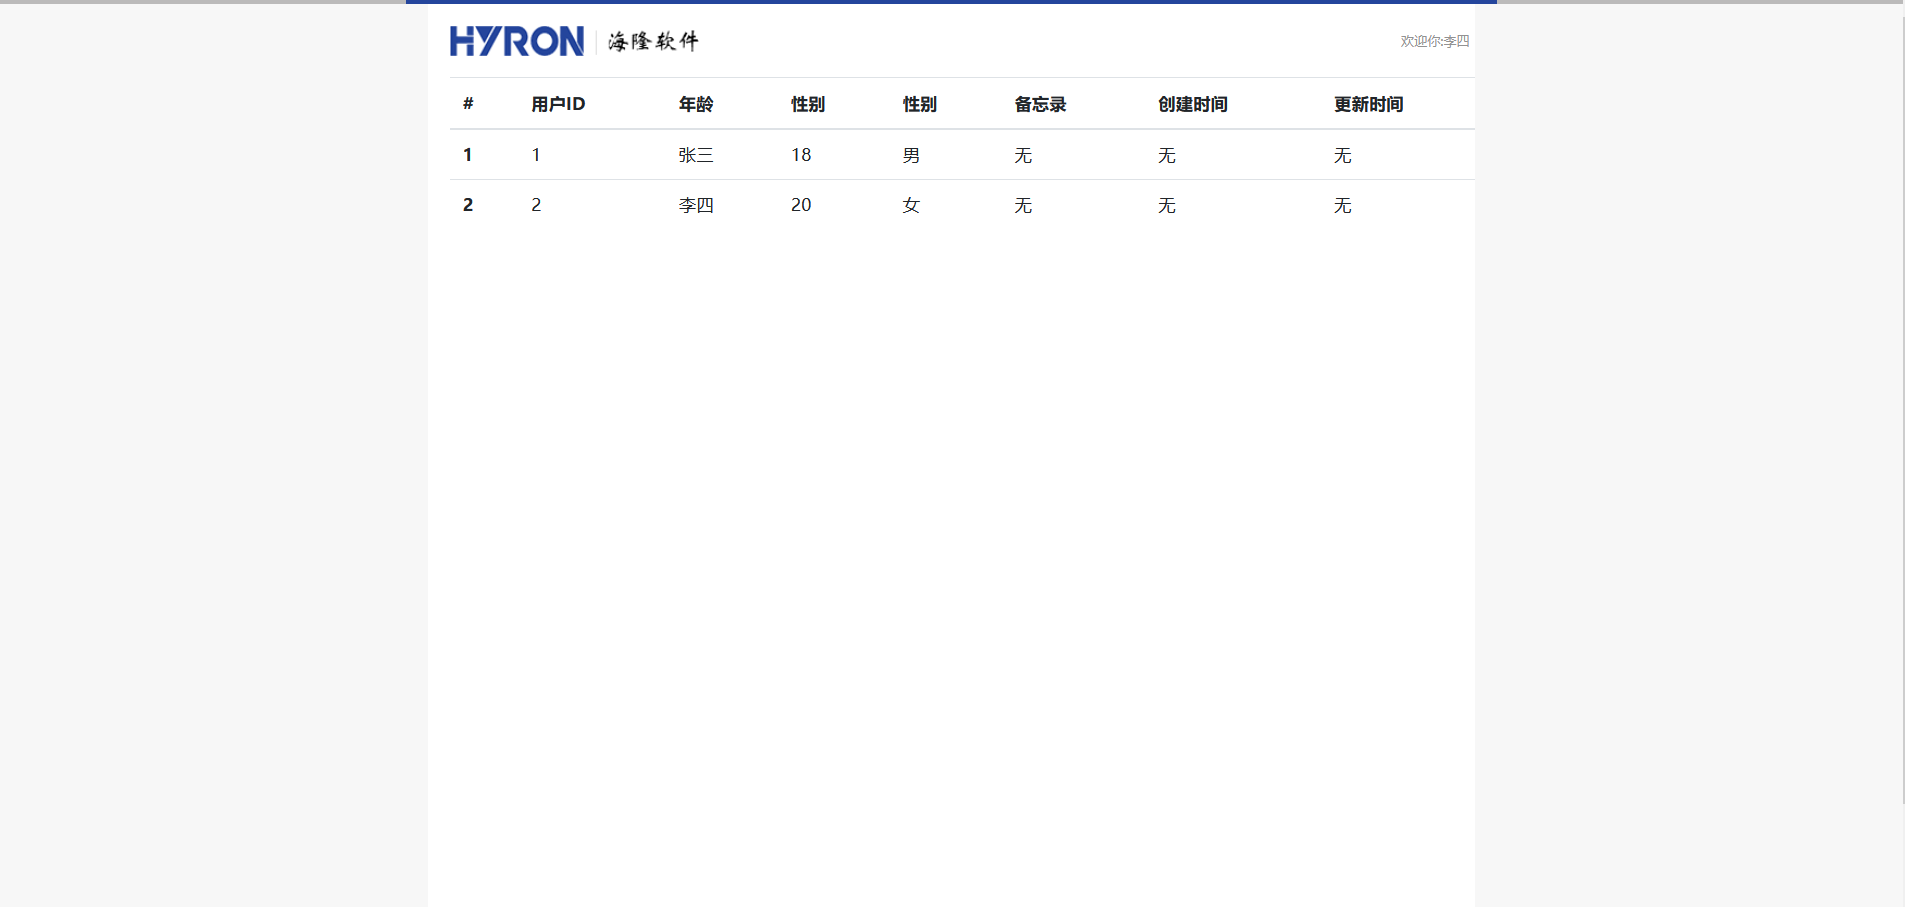 HYRON 海隆软件 欢迎你:李四
# 用户ID 年龄 性别 性别 备忘录 创建时间 更新时间
1 1 张三 18 男 无 无 无
2 2 李四 20 女 无 无 无